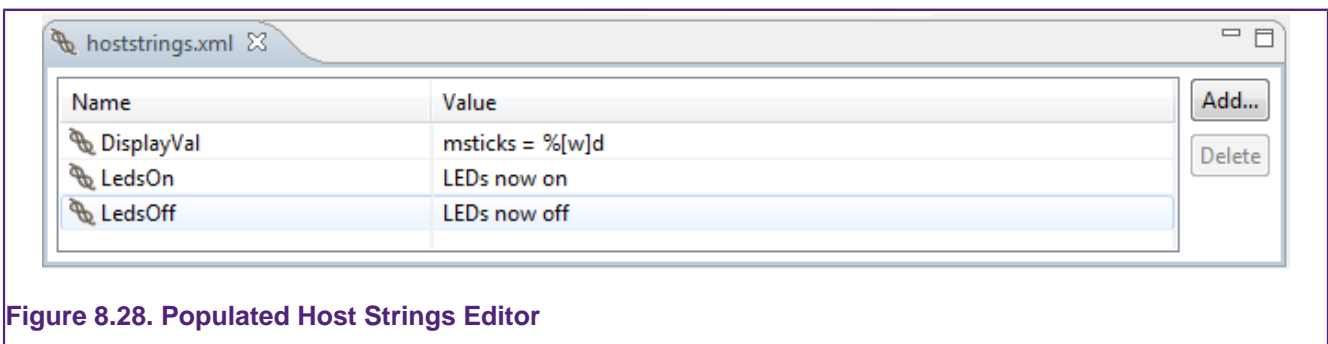 hoststrings.xml
Name Value Add...
DisplayVal msticks = %[w]d Delete
LedsOn LEDs now on
LedsOff LEDs now off
Figure 8.28. Populated Host Strings Editor